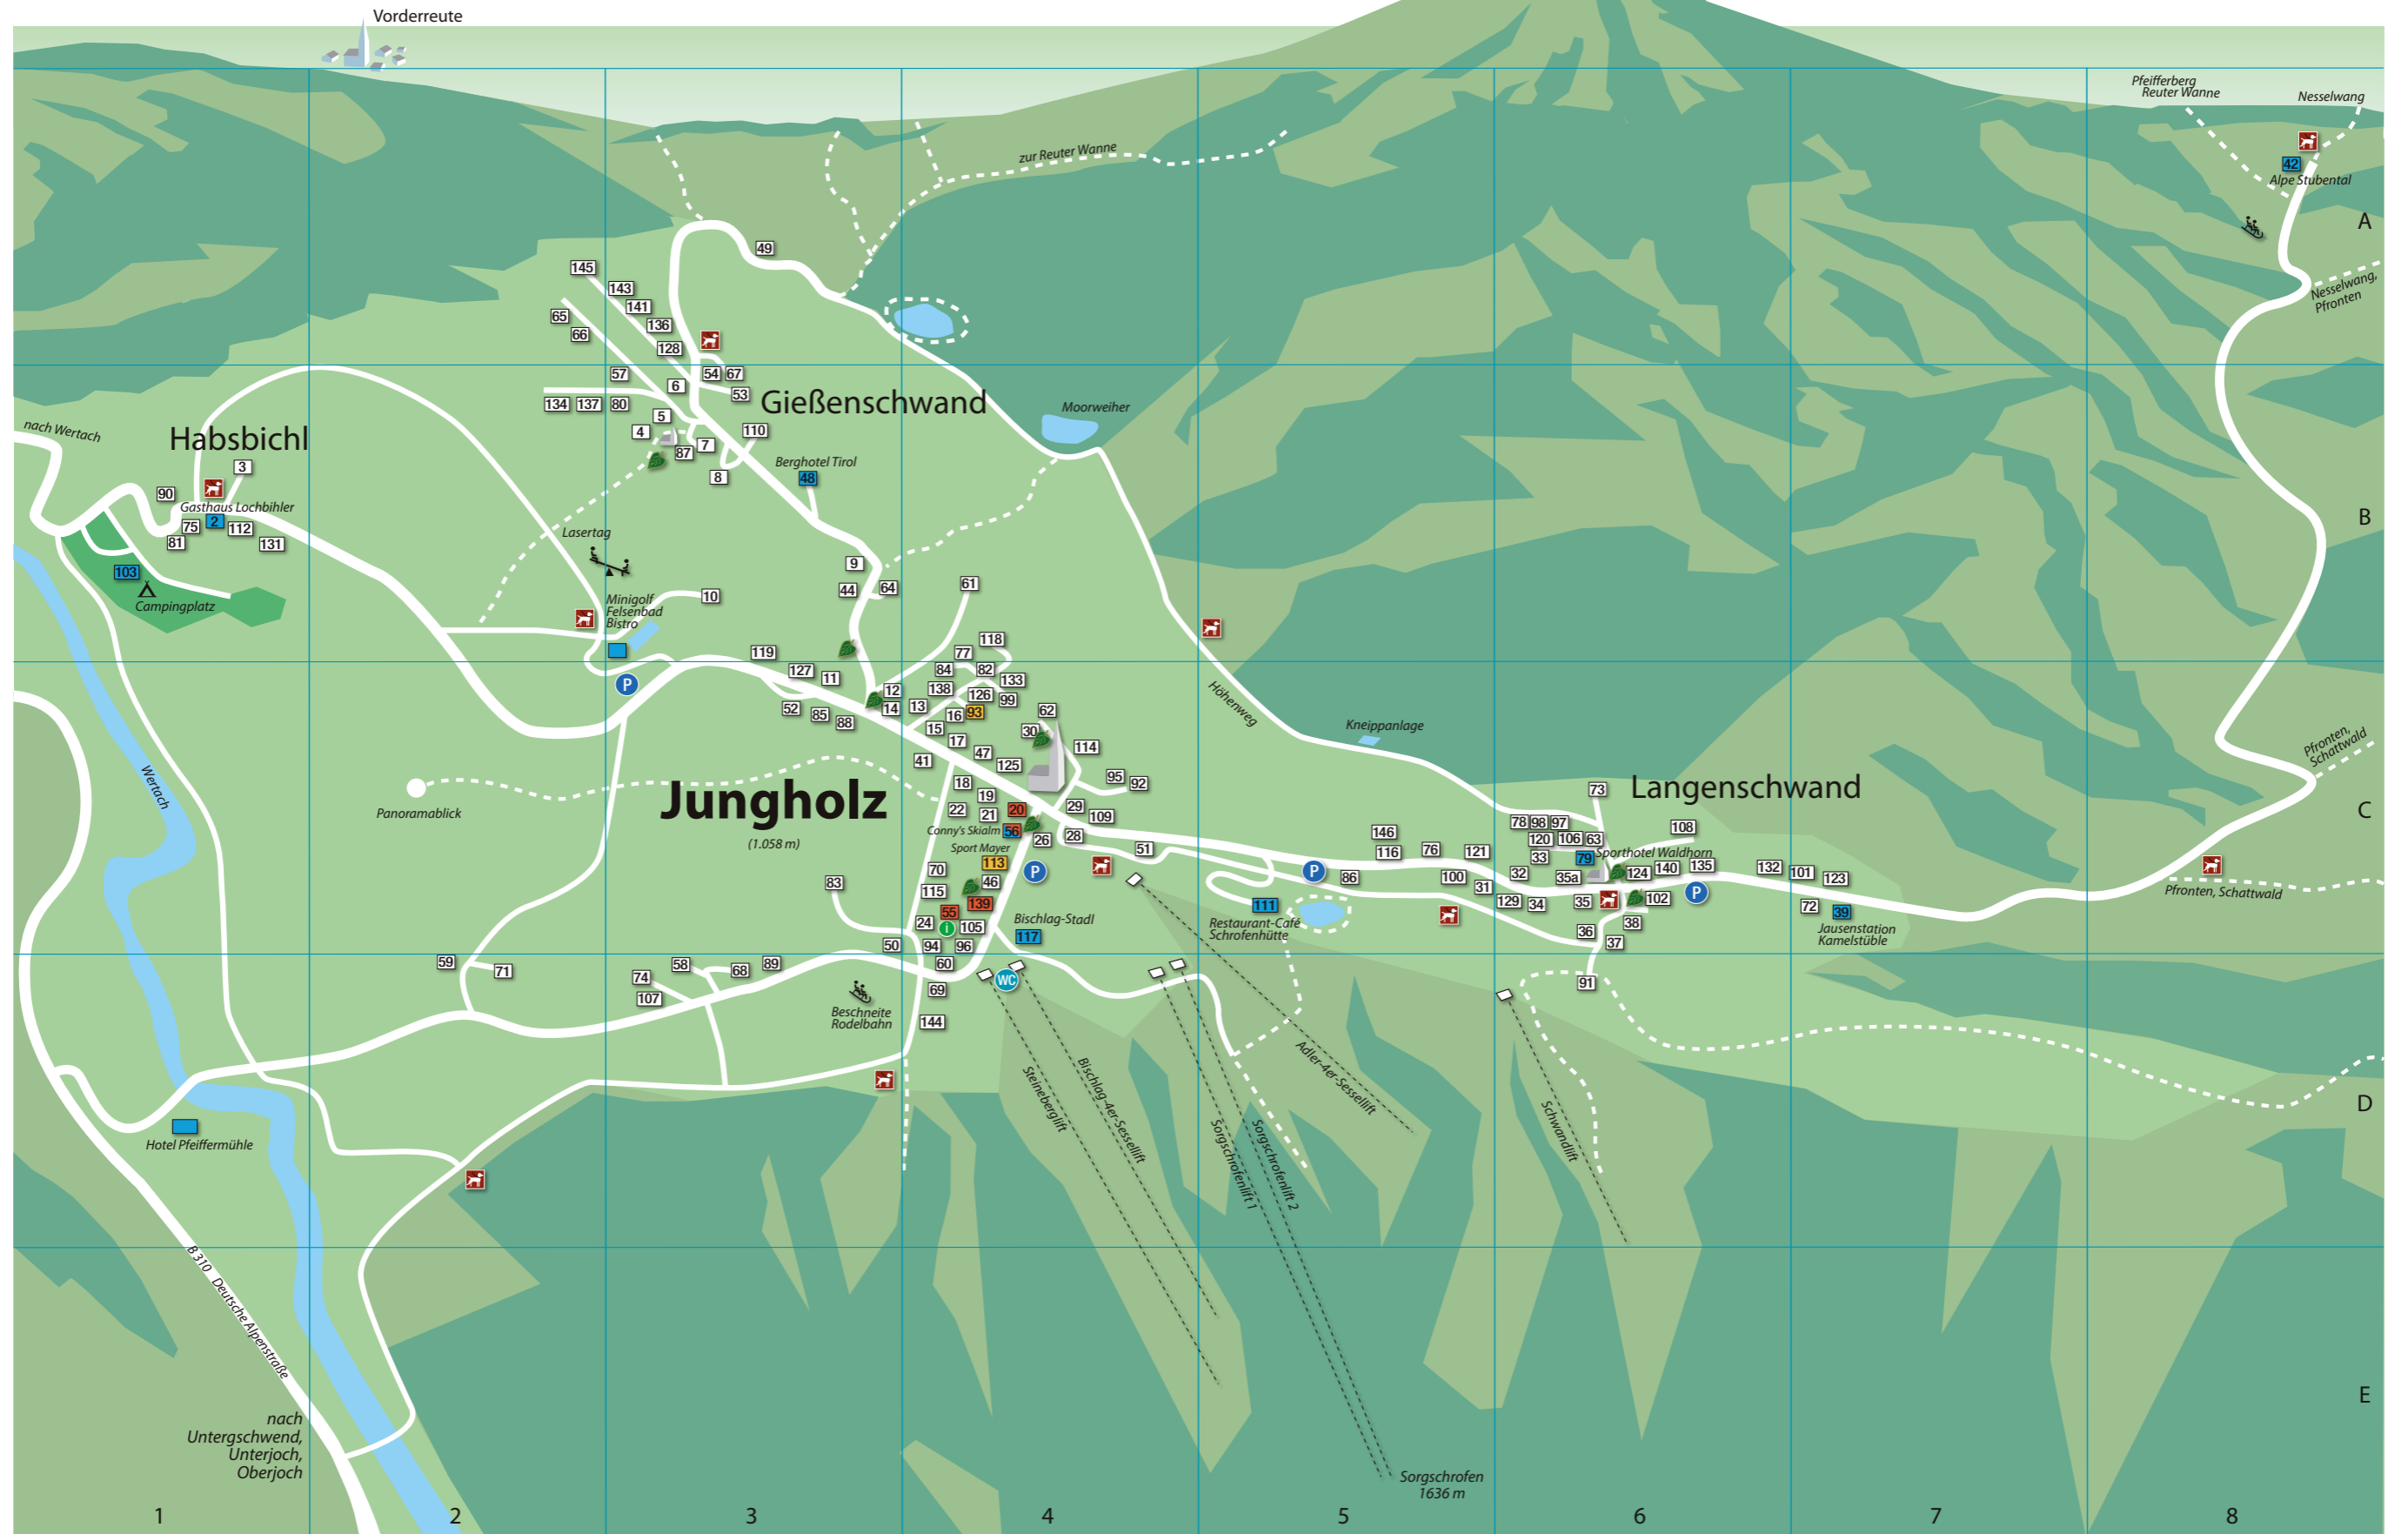 Vorderreute
Pfeifferberg
Reuter Wanne
Nesselwang
zur Reuter Wanne
42
Alpe Stubental
A
Nesselwang,
Pfronten
49
145
143
141
136
128
65
66
57
54
67
53
6
134
137
80
5
4
87
7
110
8
Gießenschwand
Moorweiher
Berghotel Tirol
48
nach Wertach
Habsbichl
3
90
Gasthaus Lochbihler
75
2
112
81
131
103
Campingplatz
B
Lasertag
Minigolf
Felsenbad
Bistro
10
9
44
64
61
118
77
119
127
11
84
82
133
138
126
99
12
14
13
16
93
52
85
88
15
17
62
30
114
41
47
125
95
92
P
Höhenweg
Kneippanlage
Pfronten,
Schattwald
Wertach
Panoramablick
Jungholz
(1.058 m)
18
19
22
21
20
Conny's Skialm
56
29
109
26
28
51
Sport Mayer
113
P
70
46
115
139
55
24
i
105
Bischlag-Stadl
117
94
96
50
60
83
146
116
76
121
P
86
100
31
111
Restaurant-Café
Schrofenhütte
Langenschwand
73
78
98
97
120
106
63
108
33
79
Sporthotel Waldhorn
32
35a
124
140
135
129
34
35
102
P
38
36
37
91
132
101
123
72
39
Jausenstation
Kamelstüble
Pfronten, Schattwald
C
59
71
74
58
68
89
107
Beschneite
Rodelbahn
69
144
WC
Steineberglift
Bischlag-4er-Sessellift
Sorgschrofenlift 1
Sorgschrofenlift 2
Adler-4er-Sessellift
Schwandlift
D
Hotel Pfeiffermühle
B 310 Deutsche Alpenstraße
nach
Untergschwend,
Unterjoch,
Oberjoch
E
Sorgschrofen
1636 m
1
2
3
4
5
6
7
8